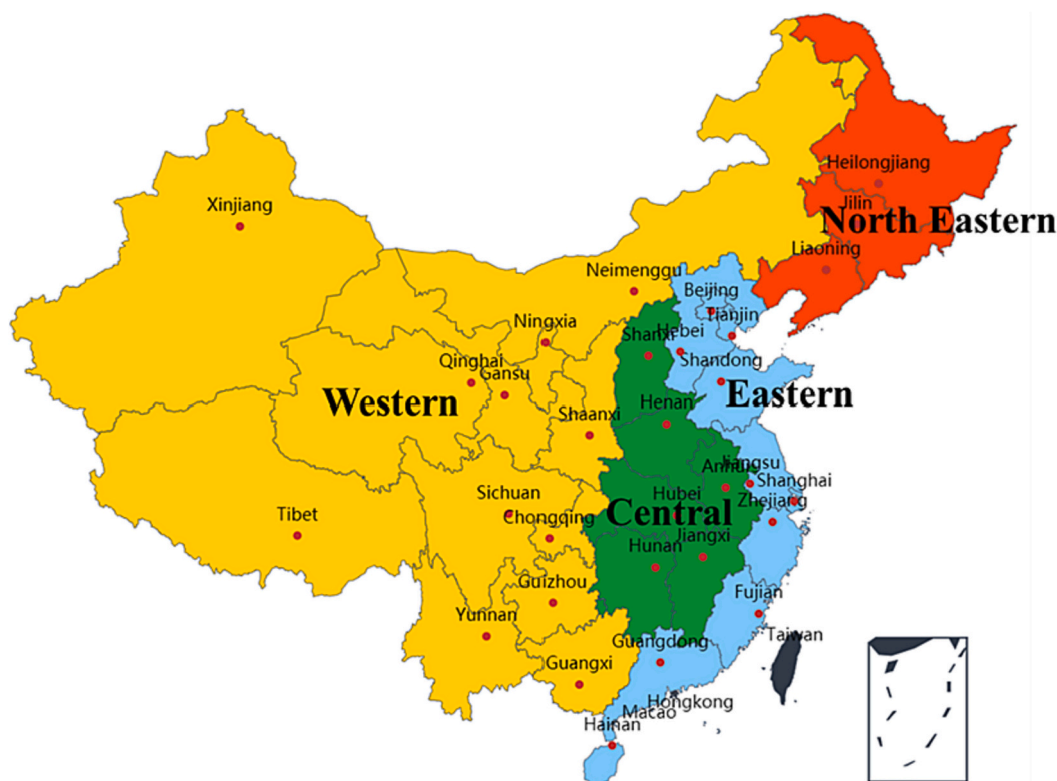 Heilongjiang
Xinjiang
Jilin
North Eastern
Liaoning
Neimenggu
Beijing
Tianjin
Ningxia
Shanxi
Hebei
Qinghai
Gansu
Shandong
Western
Eastern
Henan
Shaanxi
Jiangsu
Anhui
Shanghai
Sichuan
Hubei
Zhejiang
Tibet
Chongqing
Central
Jiangxi
Hunan
Guizhou
Fujian
Yunnan
Taiwan
Guangdong
Guangxi
Hongkong
Macao
Hainan